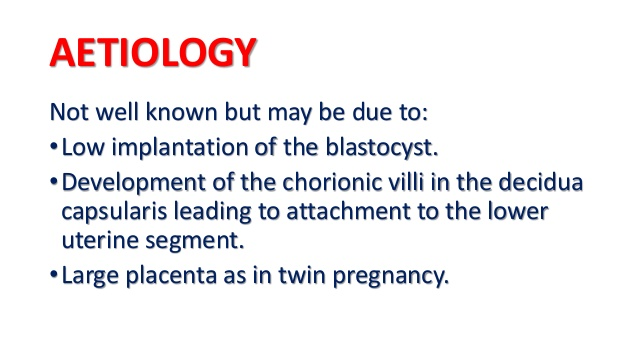 AETIOLOGY
Not well known but may be due to:
•Low implantation of the blastocyst.
•Development of the chorionic villi in the decidua
capsularis leading to attachment to the lower
uterine segment.
•Large placenta as in twin pregnancy.